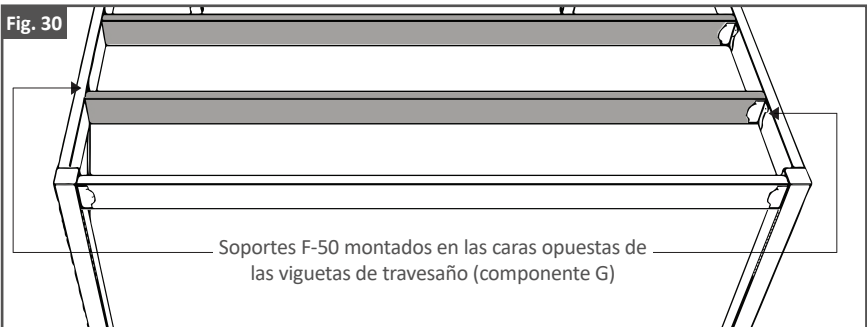 Fig. 30
Soportes F-50 montados en las caras opuestas de
las viguetas de travesaño (componente G)